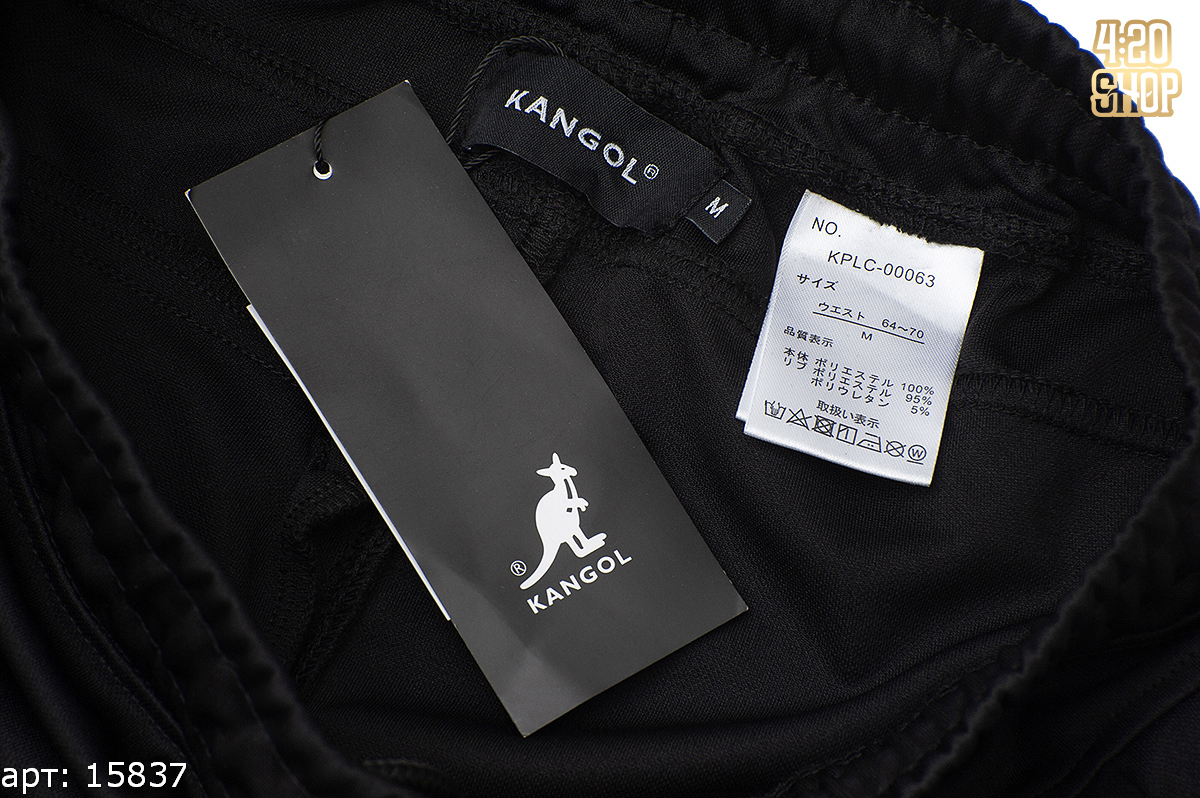 4:20
SHOP
KANGOL®
M
NO.
KPLC-00063
サイズ
ウエスト 64〜70
M
品質表示
本体 ポリエステル 100%
リブ ポリエステル 95%
ポリウレタン 5%
取扱い表示
W
®
KANGOL
арт: 15837